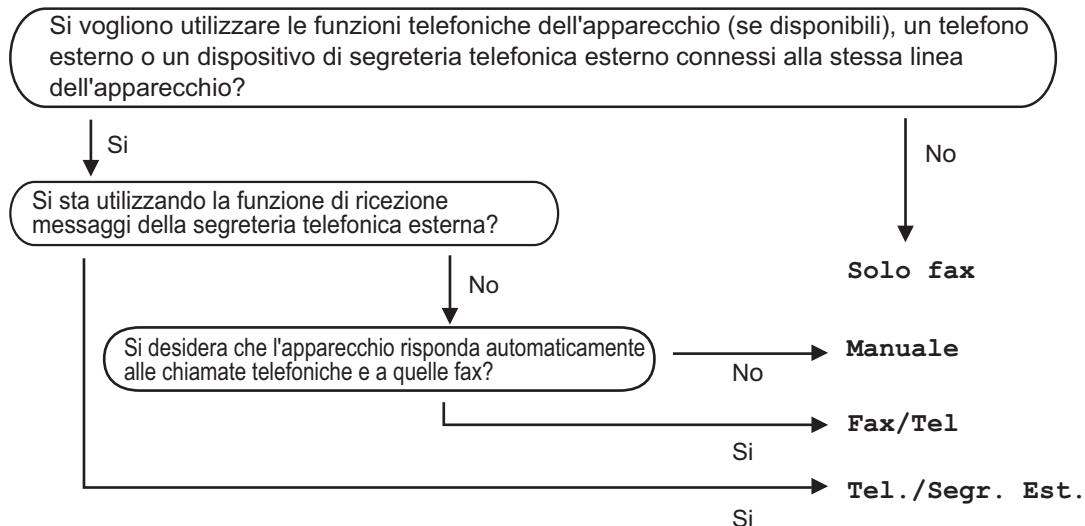 Si vogliono utilizzare le funzioni telefoniche dell'apparecchio (se disponibili), un telefono
esterno o un dispositivo di segreteria telefonica esterno connessi alla stessa linea
dell'apparecchio?
Si
No
Si sta utilizzando la funzione di ricezione
messaggi della segreteria telefonica esterna?
Solo fax
No
Si desidera che l'apparecchio risponda automaticamente
alle chiamate telefoniche e a quelle fax?
No
Manuale
Si
Fax/Tel
Si
Tel./Segr. Est.